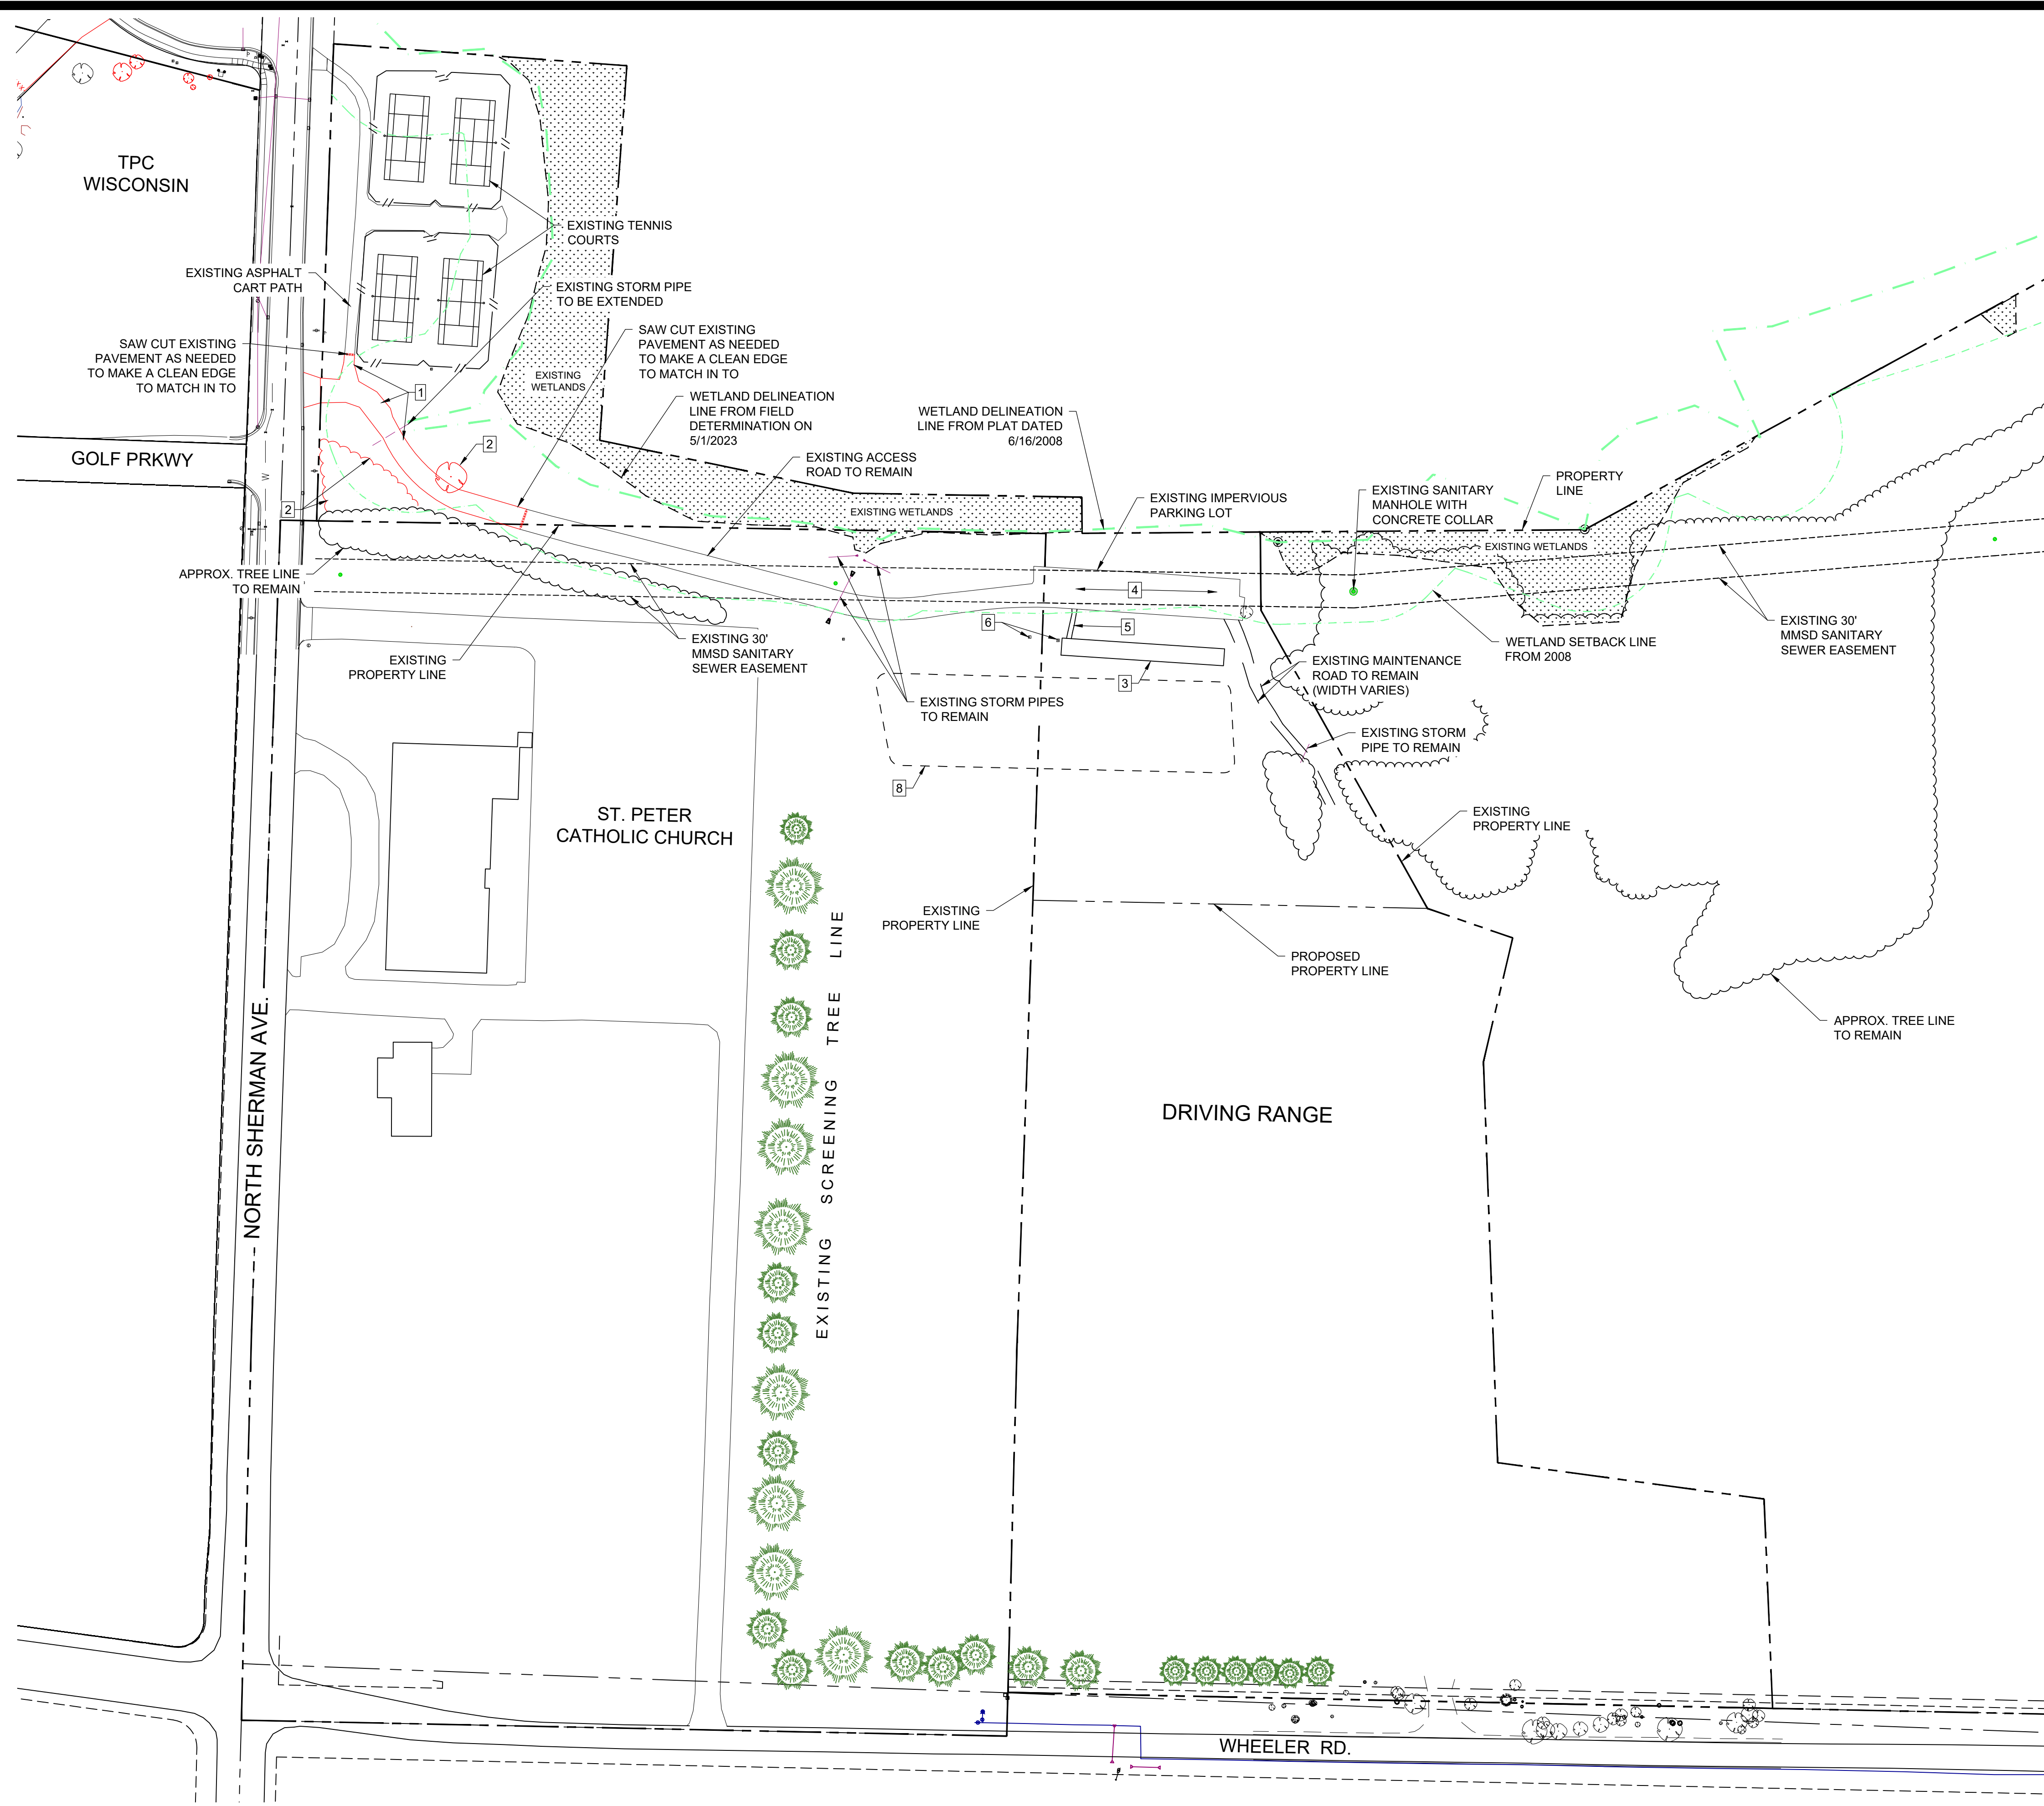 TPC
WISCONSIN
EXISTING TENNIS
COURTS
EXISTING ASPHALT
CART PATH
EXISTING STORM PIPE
TO BE EXTENDED
SAW CUT EXISTING
PAVEMENT AS NEEDED
TO MAKE A CLEAN EDGE
TO MATCH IN TO
SAW CUT EXISTING
PAVEMENT AS NEEDED
TO MAKE A CLEAN EDGE
TO MATCH IN TO
EXISTING
WETLANDS
1
WETLAND DELINEATION
LINE FROM FIELD
DETERMINATION ON
5/1/2023
WETLAND DELINEATION
LINE FROM PLAT DATED
6/16/2008
2
GOLF PRKWY
W
EXISTING ACCESS
ROAD TO REMAIN
2
EXISTING WETLANDS
EXISTING IMPERVIOUS
PARKING LOT
EXISTING SANITARY
MANHOLE WITH
CONCRETE COLLAR
PROPERTY
LINE
EXISTING WETLANDS
APPROX. TREE LINE
TO REMAIN
4
6
5
EXISTING 30'
MMSD SANITARY
SEWER EASEMENT
WETLAND SETBACK LINE
FROM 2008
EXISTING 30'
MMSD SANITARY
SEWER EASEMENT
EXISTING
PROPERTY LINE
3
EXISTING MAINTENANCE
ROAD TO REMAIN
(WIDTH VARIES)
EXISTING STORM PIPES
TO REMAIN
EXISTING STORM
PIPE TO REMAIN
8
ST. PETER
CATHOLIC CHURCH
EXISTING
PROPERTY LINE
EXISTING
PROPERTY LINE
PROPOSED
PROPERTY LINE
APPROX. TREE LINE
TO REMAIN
EXISTING SCREENING TREE LINE
NORTH SHERMAN AVE.
DRIVING RANGE
WHEELER RD.